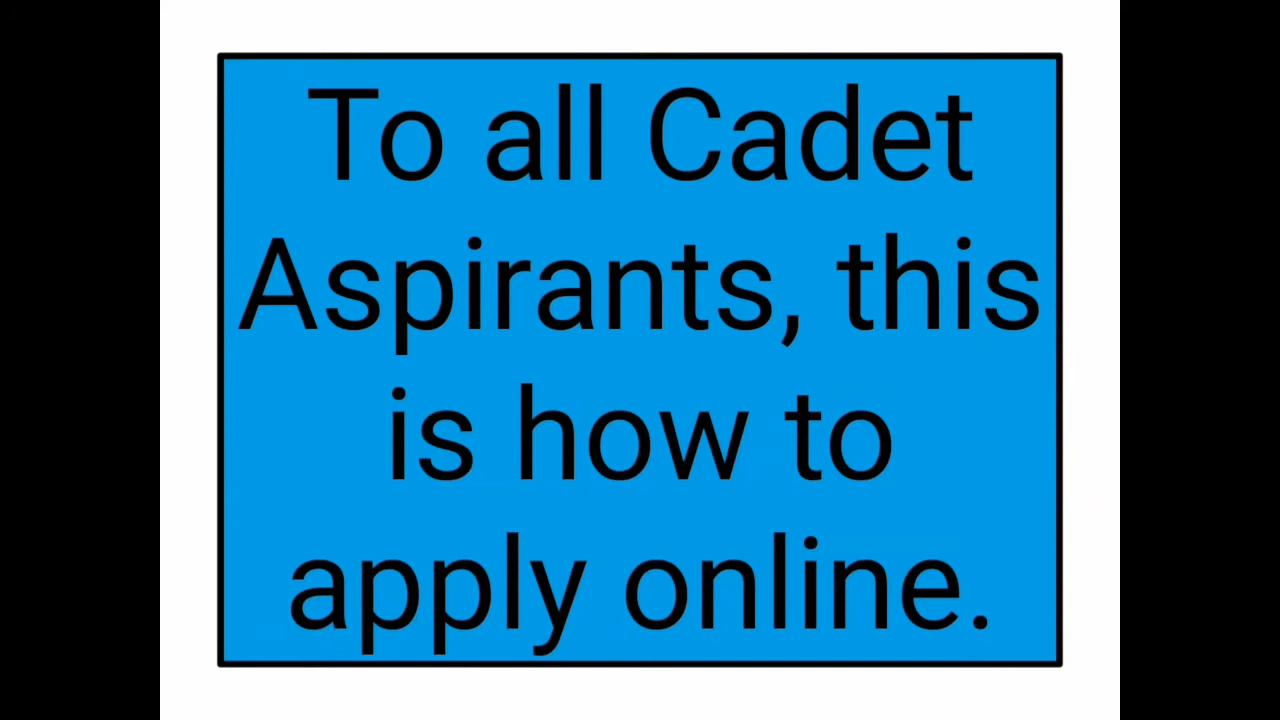 To all Cadet
Aspirants, this
is how to
apply online.